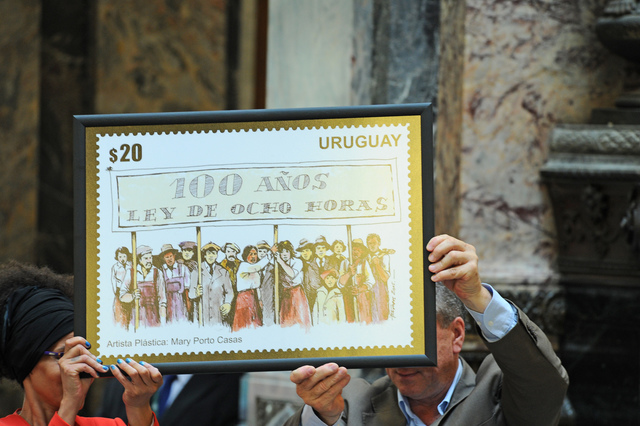 $20
URUGUAY
100 AÑOS
LEY DE OCHO HORAS
Artista Plástica: Mary Porto Casas